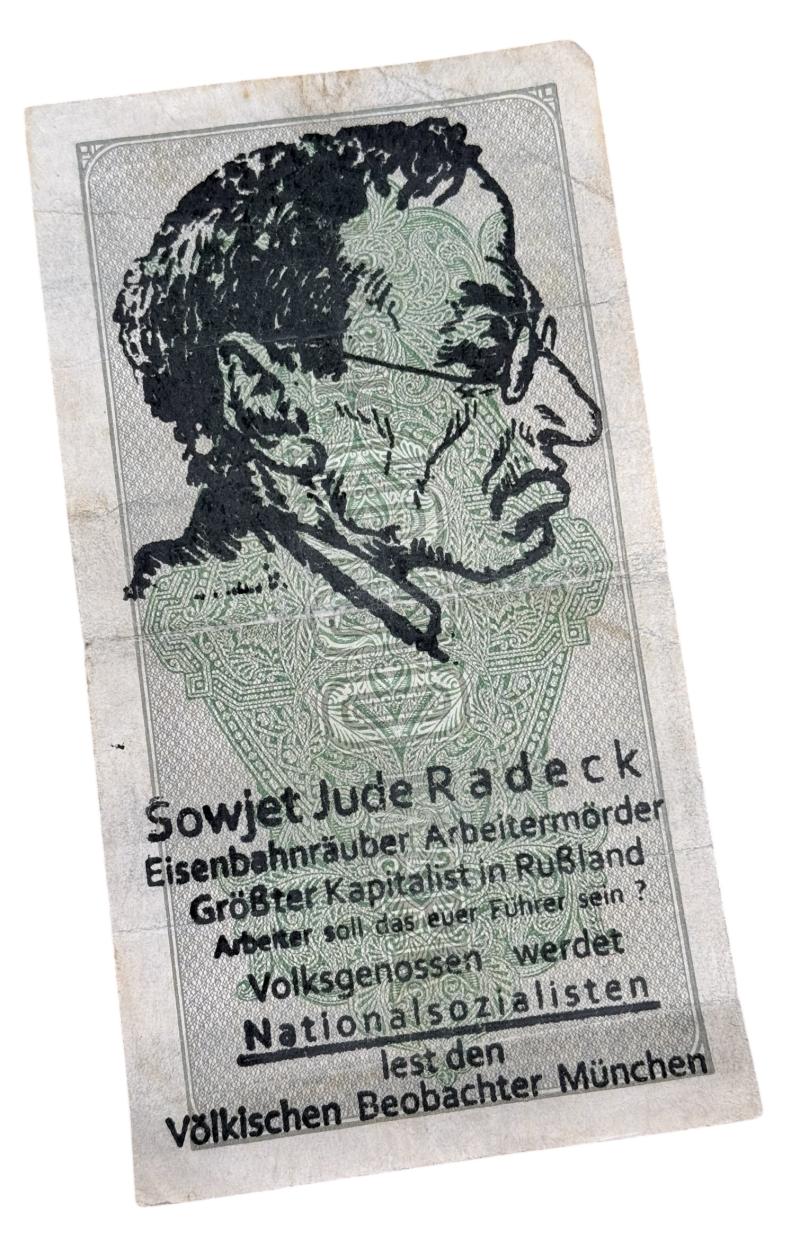 Sowjet Jude Radeck
Eisenbahnräuber Arbeitermörder
Größter Kapitalist in Rußland
Arbeiter soll das euer Führer sein ?
Volksgenossen werdet
Nationalsozialisten
lest den
Völkischen Beobachter München